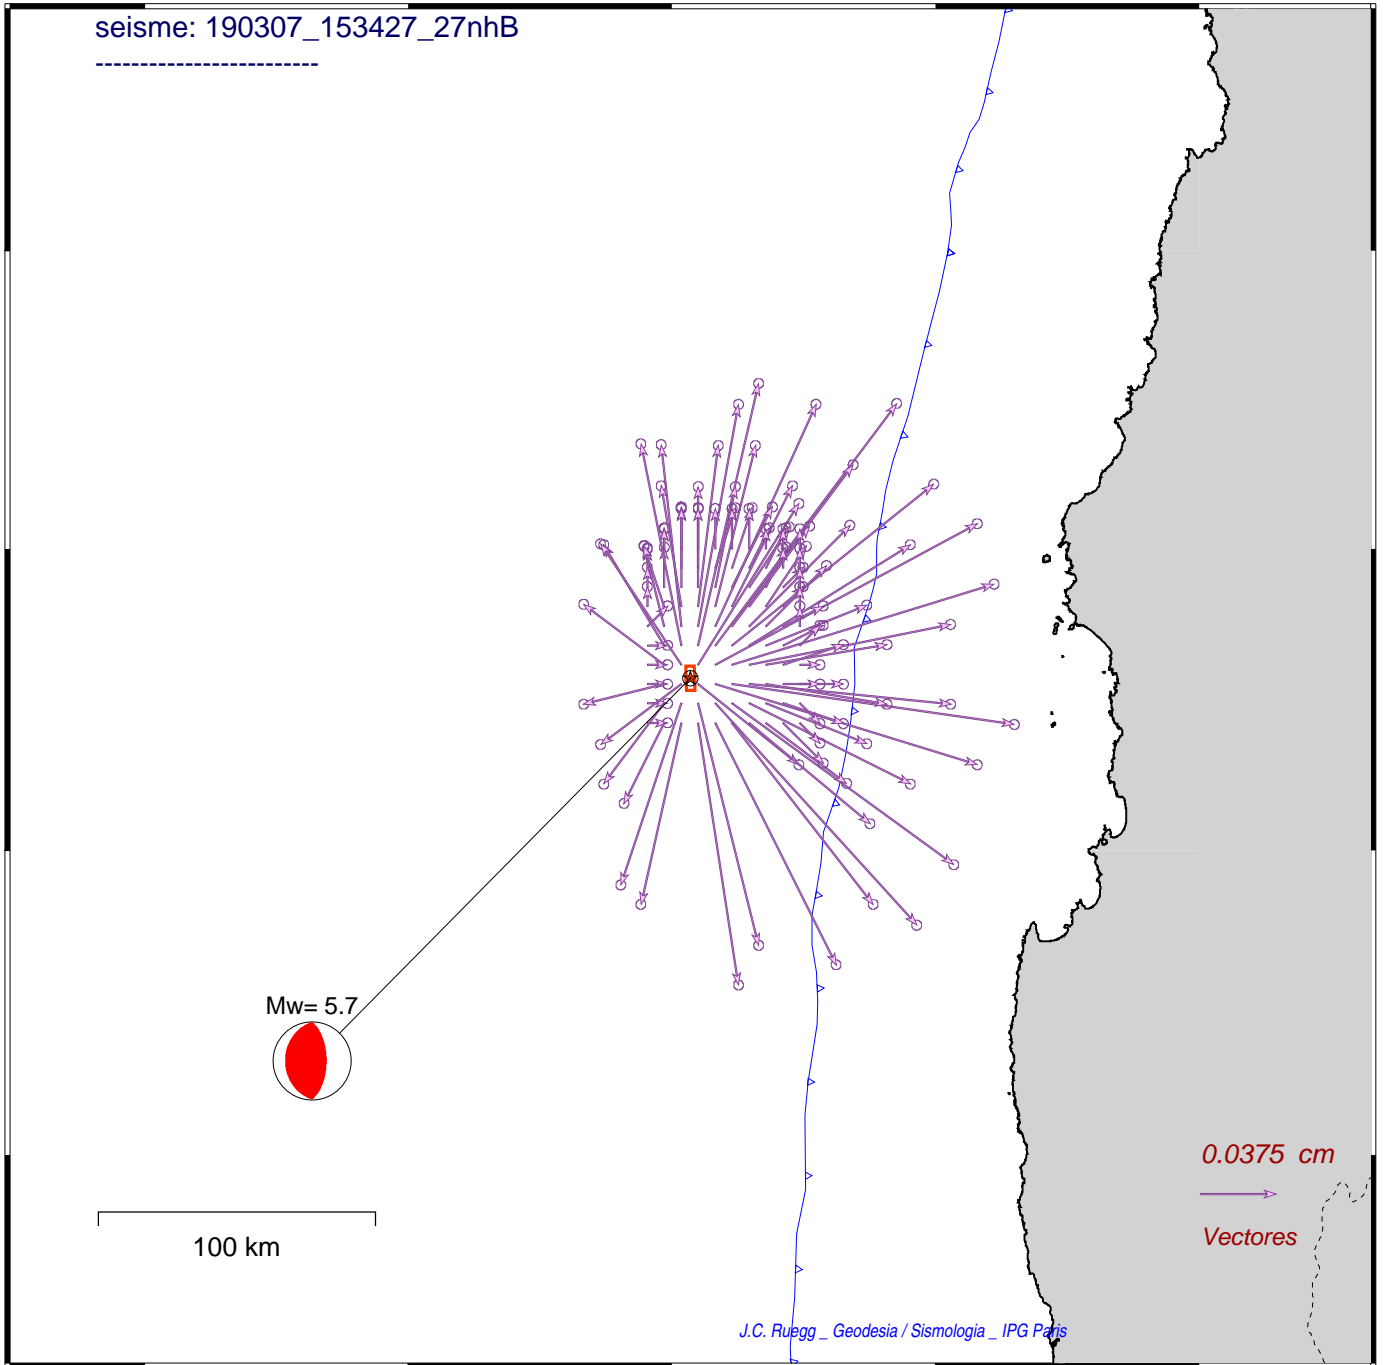 seisme: 190307_153427_27nhB
-------------------------
Mw= 5.7
0.0375 cm
Vectores
100 km
J.C. Ruegg _ Geodesia / Sismologia _ IPG Paris